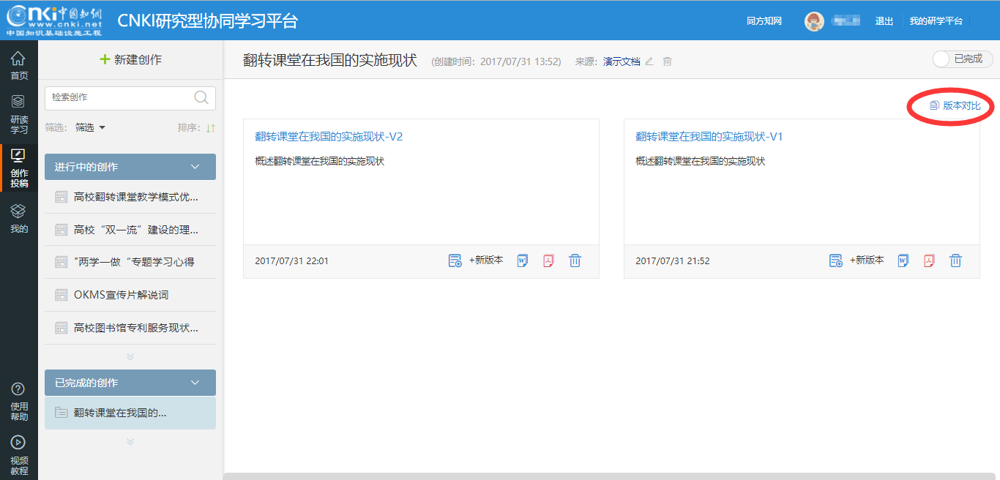 Cnki中国知网
www.cnki.net
中国知识基础设施工程
CNKI研究型协同学习平台
同方知网
退出
我的研学平台
首页
研读
学习
创作
投稿
我的
使用
帮助
视频
教程
新建创作
检索创作
筛选: 筛选
排序:
进行中的创作
高校翻转课堂教学模式优...
高校“双一流”建设的理...
"两学一做“专题学习心得
OKMS宣传片解说词
高校图书馆专利服务现状...
已完成的创作
翻转课堂在我国的...
翻转课堂在我国的实施现状 (创建时间: 2017/07/31 13:52) 来源: 演示文档
已完成
版本对比
翻转课堂在我国的实施现状-V2
概述翻转课堂在我国的实施现状
2017/07/31 22:01 +新版本
翻转课堂在我国的实施现状-V1
概述翻转课堂在我国的实施现状
2017/07/31 21:52 +新版本